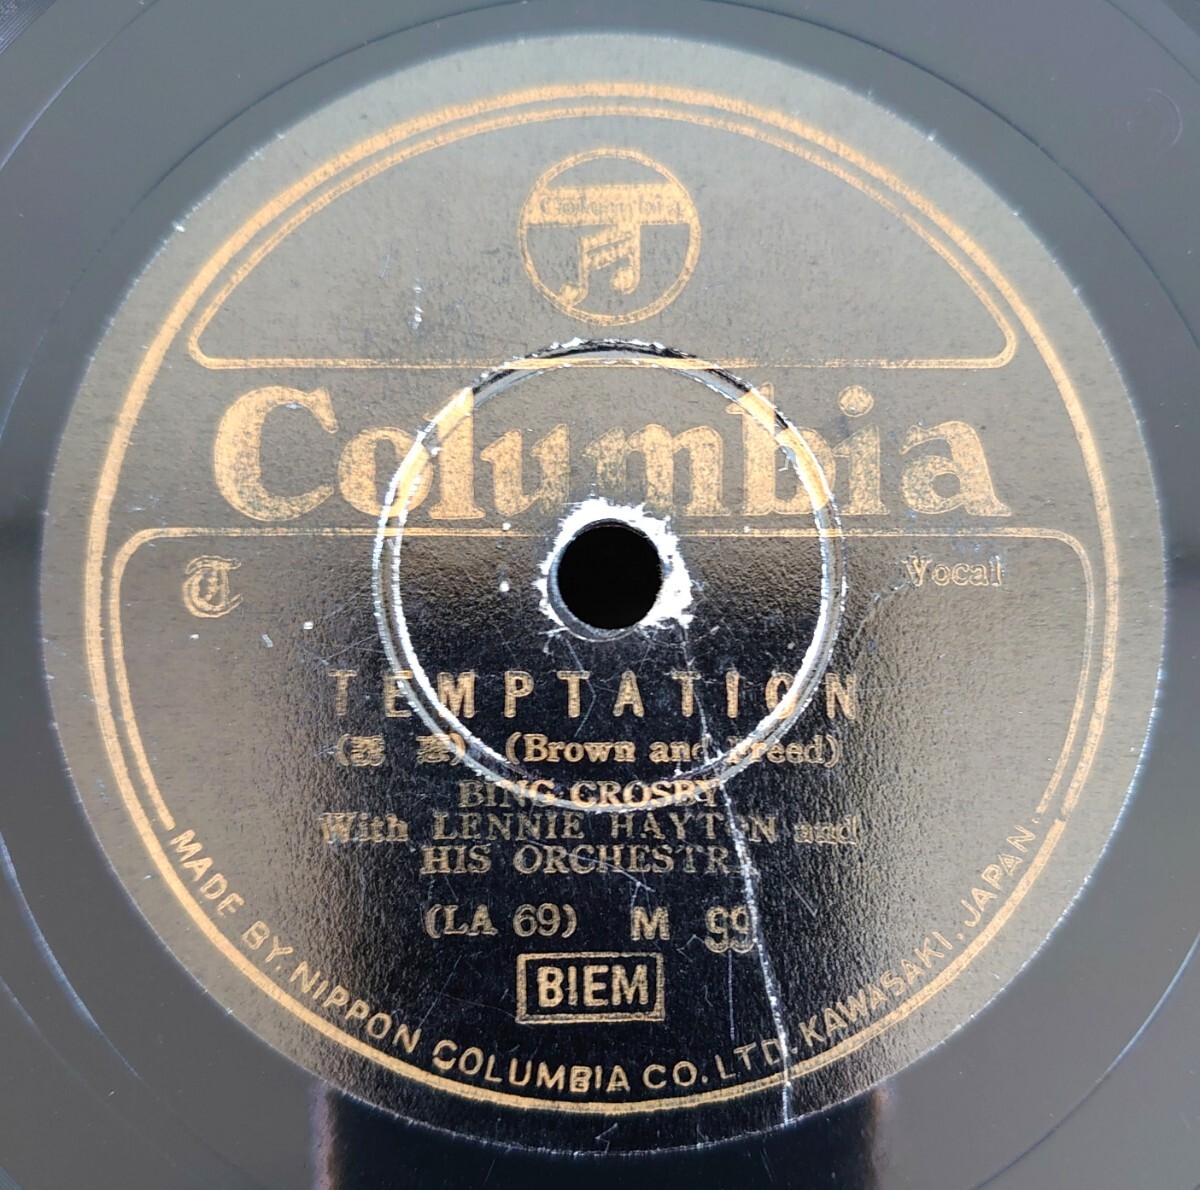 Columbia
Columbia
T
Vocal
TEMPTATION
(誘惑) (Brown and Freed)
BING CROSBY
With LENNIE HAYTON and
HIS ORCHESTRA
(LA 69) M 99
BIEM
MADE BY. NIPPON COLUMBIA CO. LTD. KAWASAKI. JAPAN.